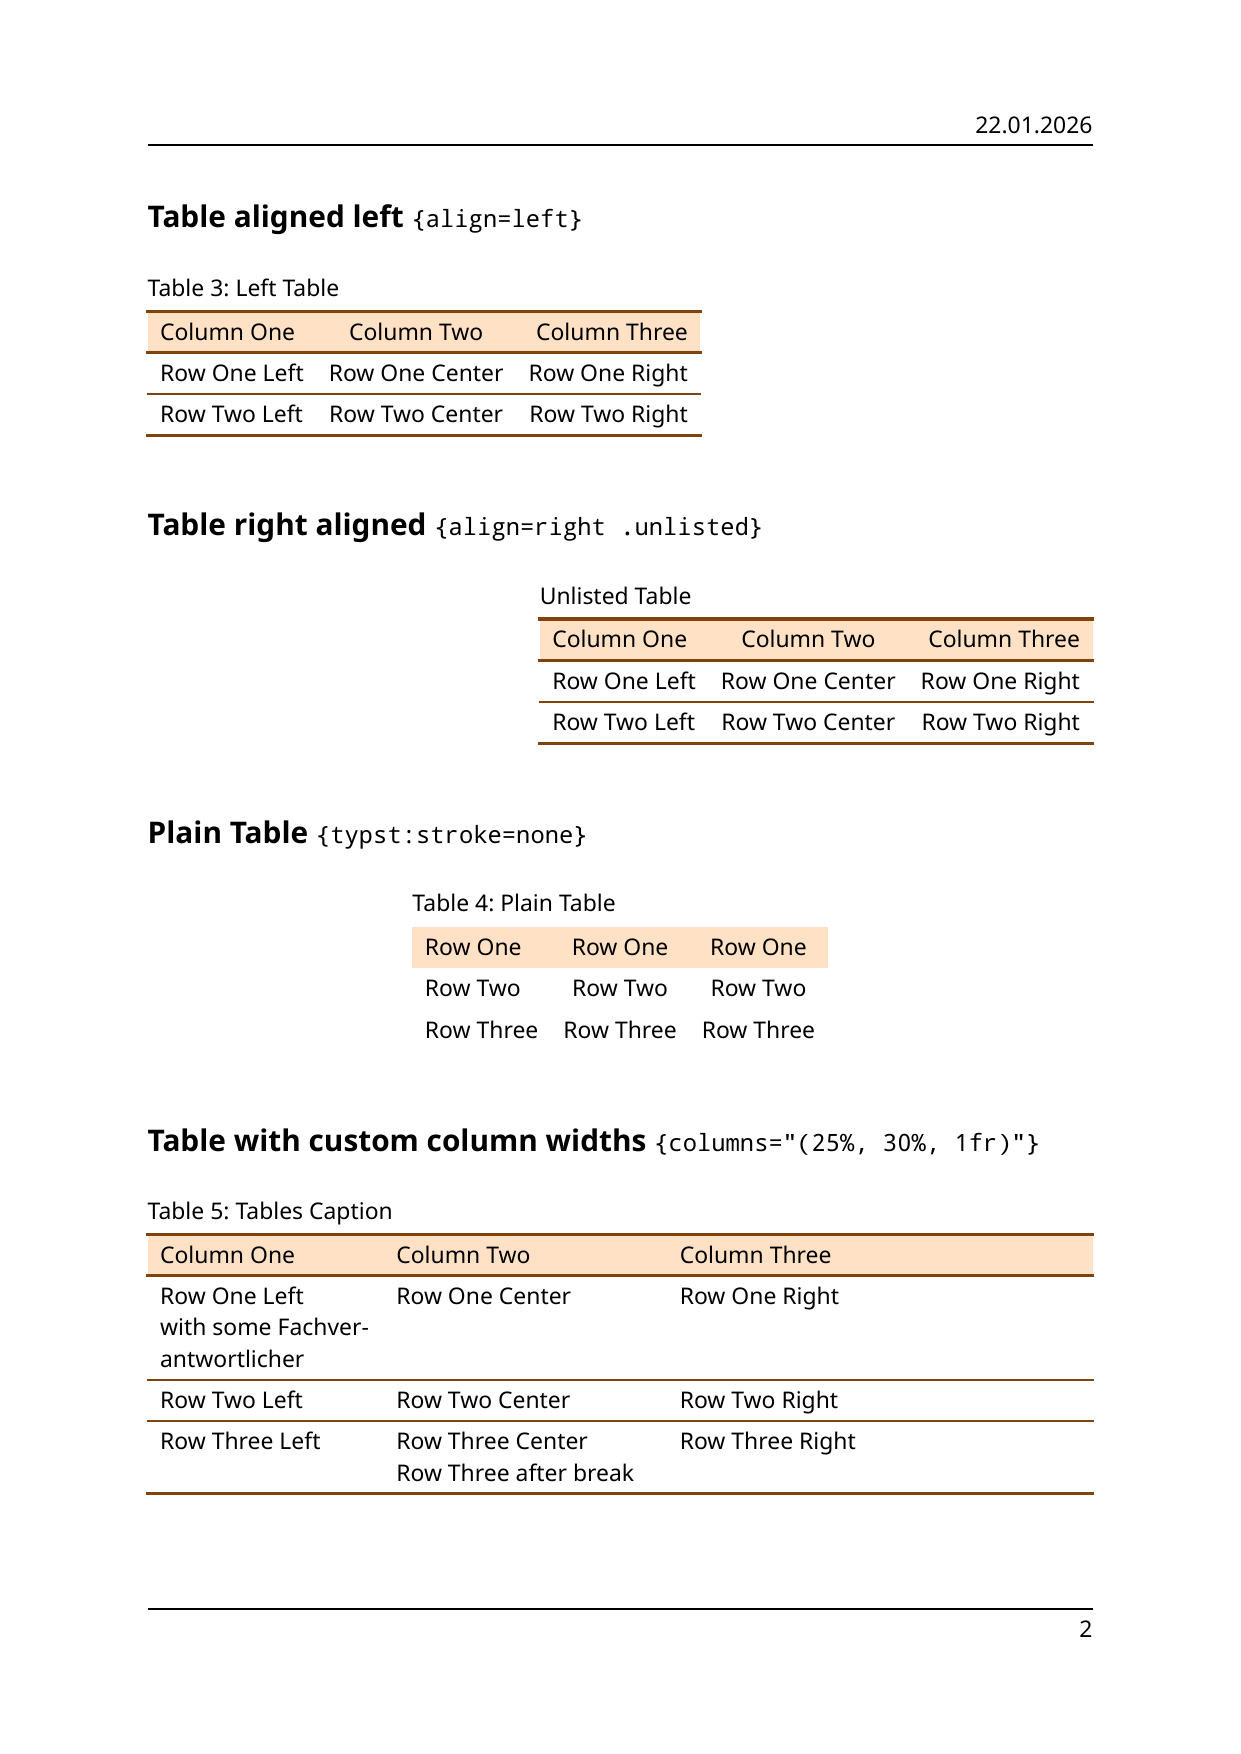 22.01.2026
Table aligned left {align=left}
Table 3: Left Table
Column One Column Two Column Three
Row One Left Row One Center Row One Right
Row Two Left Row Two Center Row Two Right
Table right aligned {align=right .unlisted}
Unlisted Table
Column One Column Two Column Three
Row One Left Row One Center Row One Right
Row Two Left Row Two Center Row Two Right
Plain Table {typst:stroke=none}
Table 4: Plain Table
Row One Row One Row One
Row Two Row Two Row Two
Row Three Row Three Row Three
Table with custom column widths {columns="(25%, 30%, 1fr)"}
Table 5: Tables Caption
Column One Column Two Column Three
Row One Left Row One Center Row One Right
with some Fachver-
antwortlicher
Row Two Left Row Two Center Row Two Right
Row Three Left Row Three Center Row Three Right
Row Three after break
2